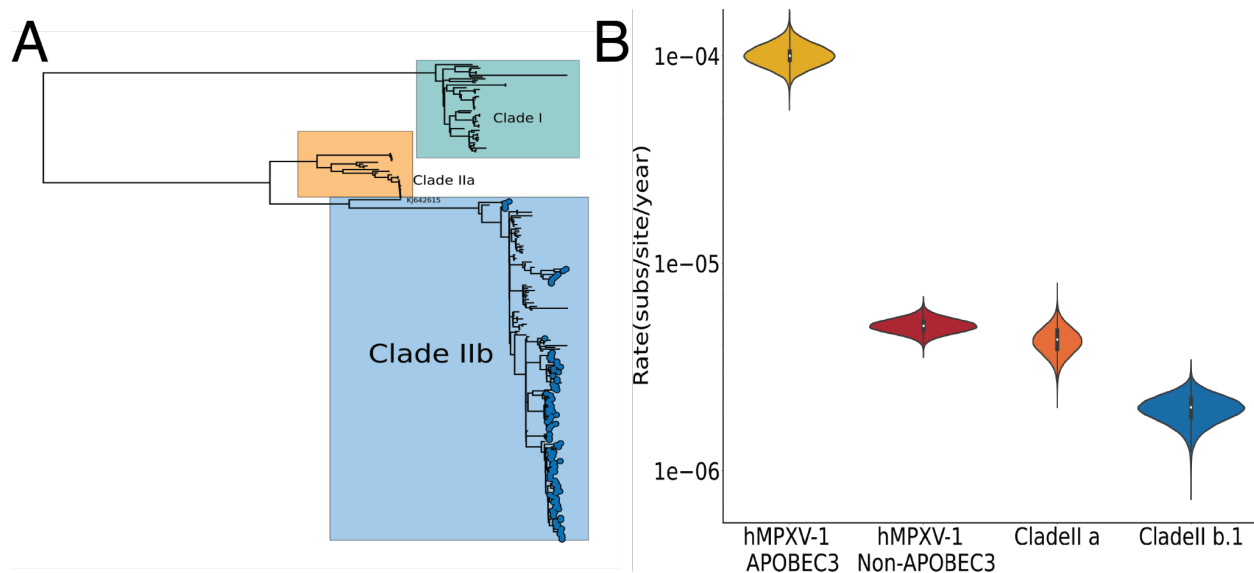 A
Clade I
Clade IIa
KJ642615
Clade IIb
B
Rate(subs/site/year)
1e−04
1e−05
1e−06
hMPXV-1
APOBEC3
hMPXV-1
Non-APOBEC3
CladeII a
CladeII b.1